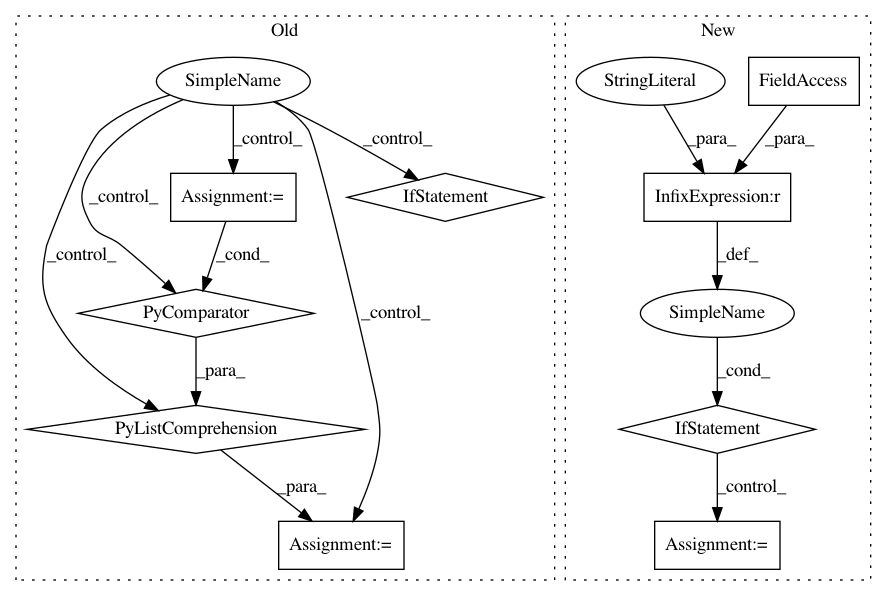 Old
New
SimpleName
StringLiteral
FieldAccess
_control_
_control_
_para_
_para_
Assignment:=
IfStatement
InfixExpression:r
_control_
_control_
_cond_
_control_
_def_
PyComparator
SimpleName
_para_
_cond_
PyListComprehension
IfStatement
_para_
_control_
Assignment:=
Assignment:=